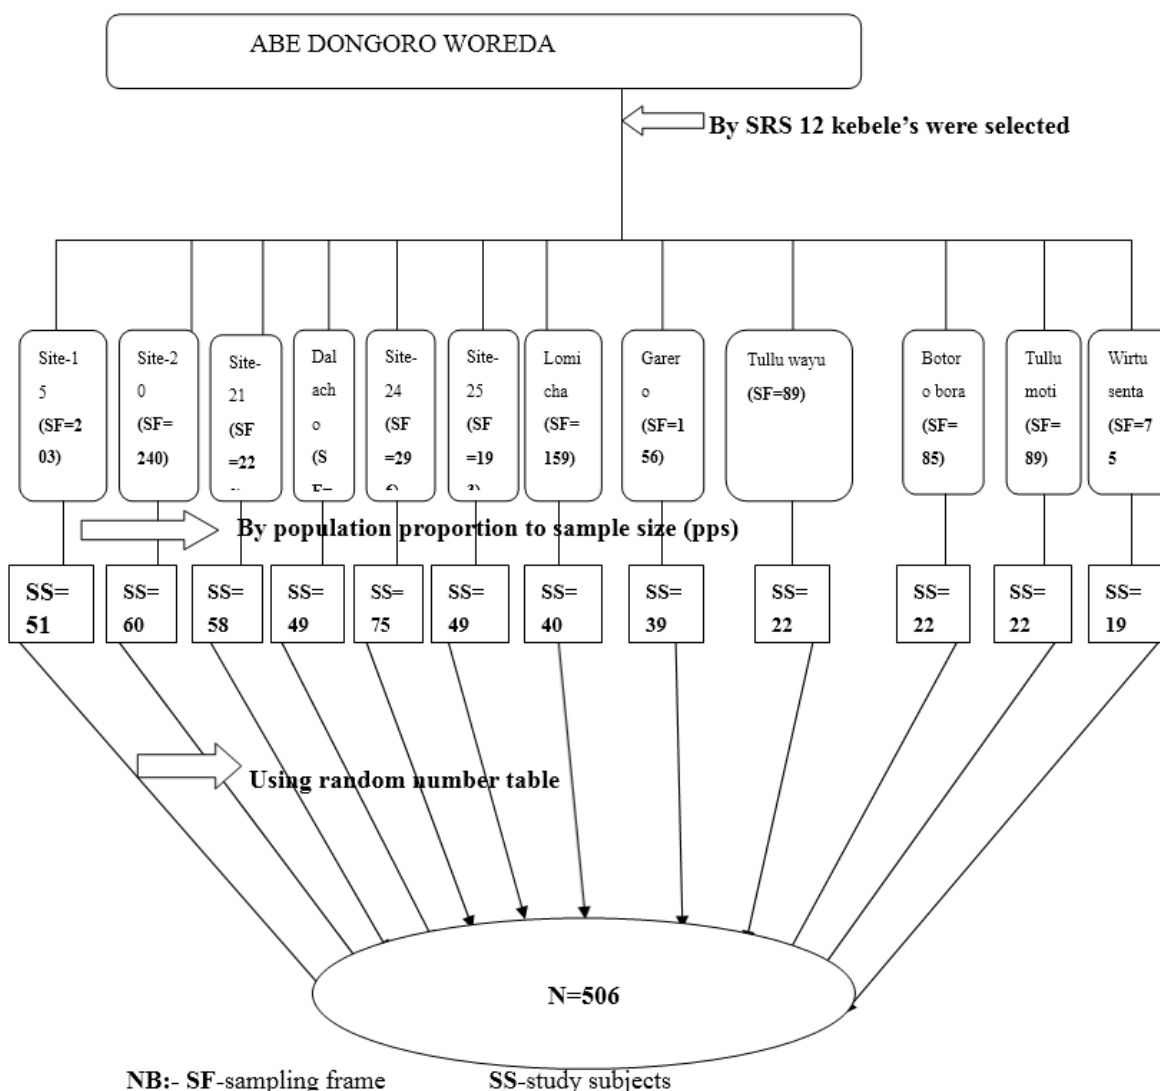 ABE DONGORO WOREDA
By SRS 12 kebele's were selected
Site-1
5
(SF=2
03)
Site-2
0
(SF=
240)
Site-
21
(SF
=22
Dal
ach
o
(S
F=
Site-
24
(SF
=29
Site-
25
(SF
=19
Lomi
cha
(SF=
159)
Garer
o
(SF=1
56)
Tullu wayu
(SF=89)
Botor
o bora
(SF=
85)
Tullu
moti
(SF=
89)
Wirtu
senta
(SF=7
5
By population proportion to sample size (pps)
SS=
51
SS=
60
SS=
58
SS=
49
SS=
75
SS=
49
SS=
40
SS=
39
SS=
22
SS=
22
SS=
22
SS=
19
Using random number table
N=506
NB:- SF-sampling frame SS-study subjects